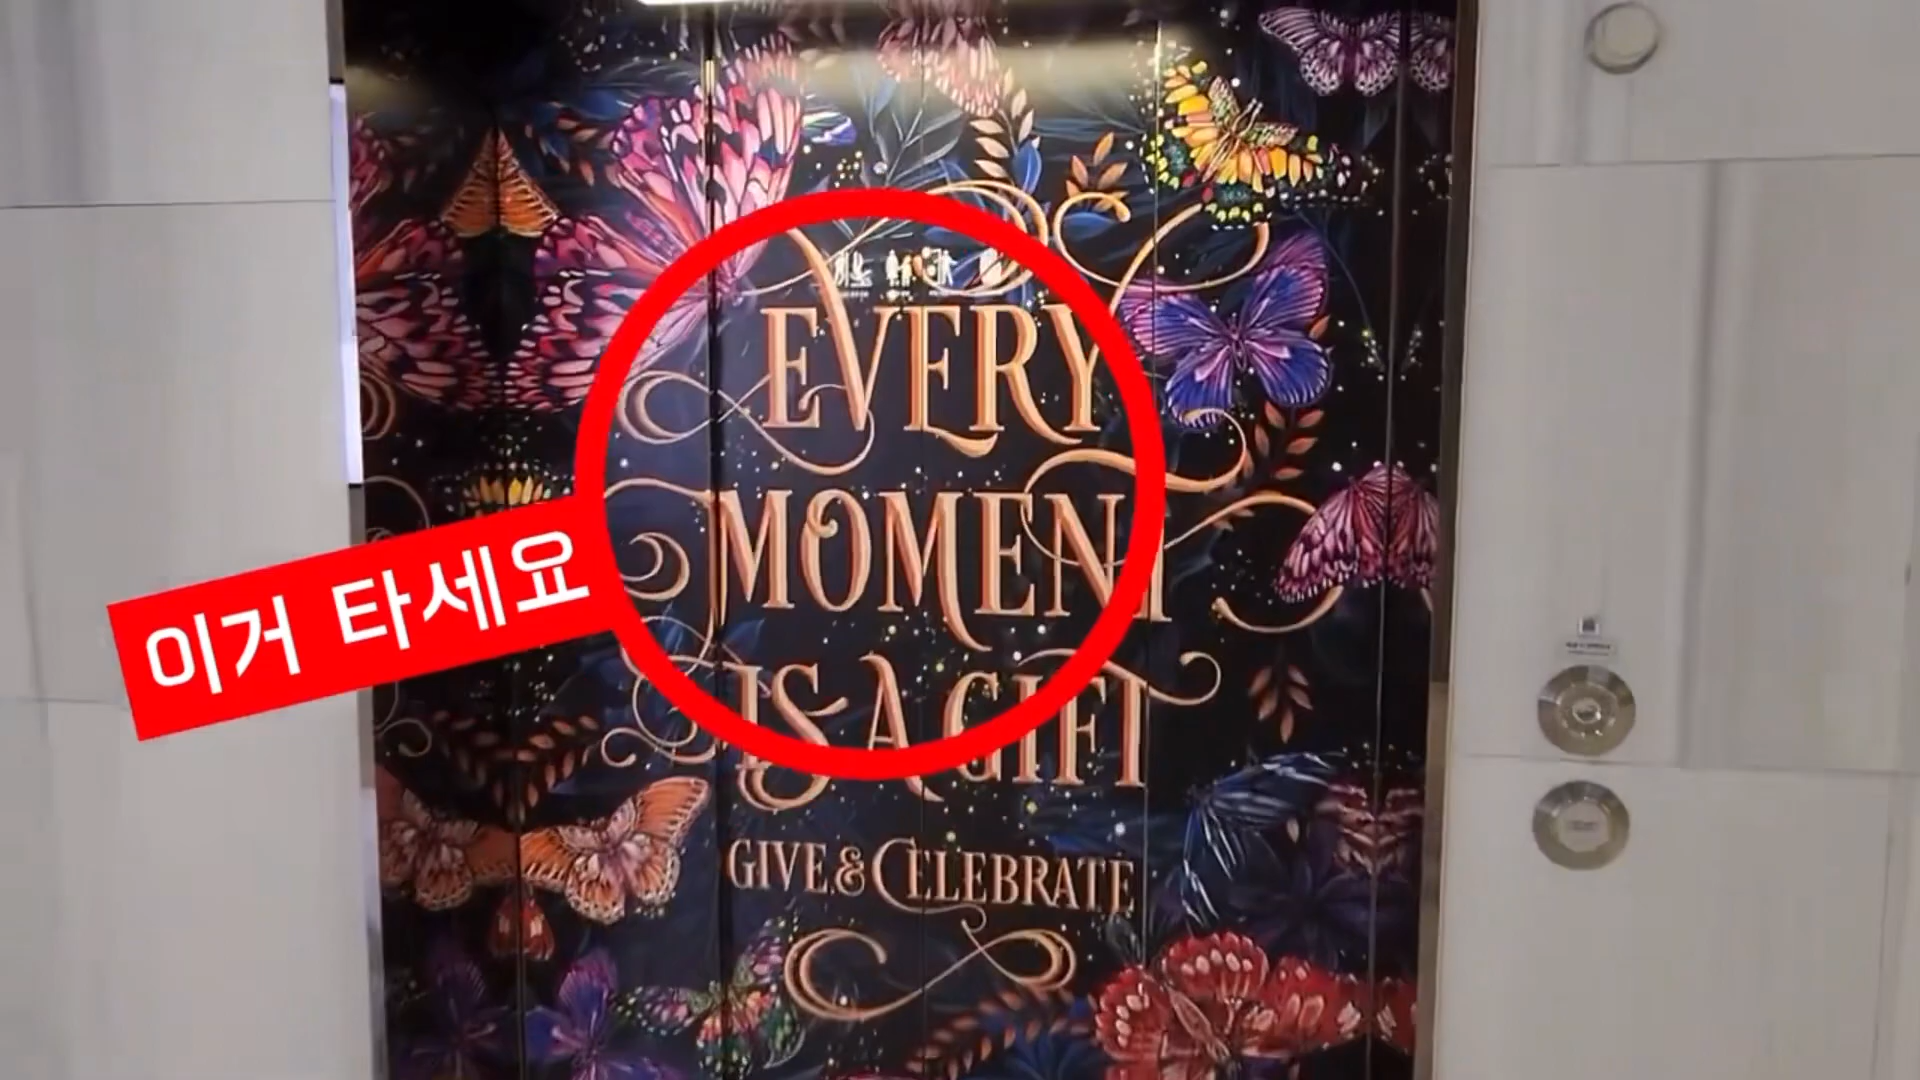 EVERY
MOMENT
IS A GIFT
GIVE & CELEBRATE
이거 타세요